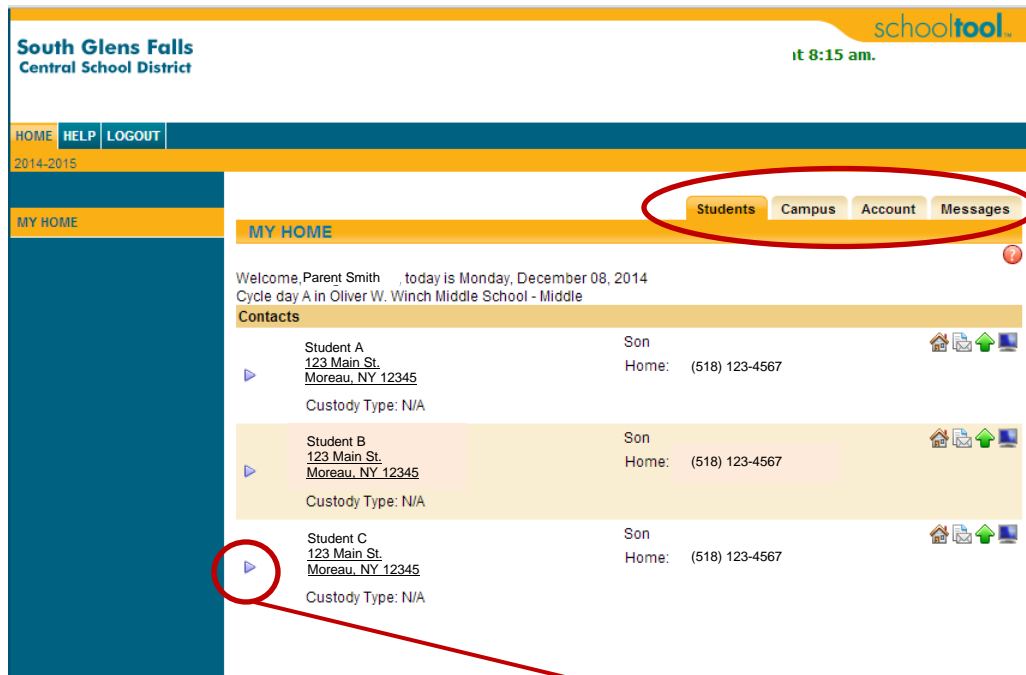 South Glens Falls
Central School District
schooltool™
at 8:15 am.
HOME HELP LOGOUT
2014-2015
MY HOME
Students Campus Account Messages
MY HOME
Welcome, Parent Smith , today is Monday, December 08, 2014
Cycle day A in Oliver W. Winch Middle School - Middle
Contacts
Student A
123 Main St.
Moreau, NY 12345
Custody Type: N/A
Son
Home: (518) 123-4567
Student B
123 Main St.
Moreau, NY 12345
Custody Type: N/A
Son
Home: (518) 123-4567
Student C
123 Main St.
Moreau, NY 12345
Custody Type: N/A
Son
Home: (518) 123-4567